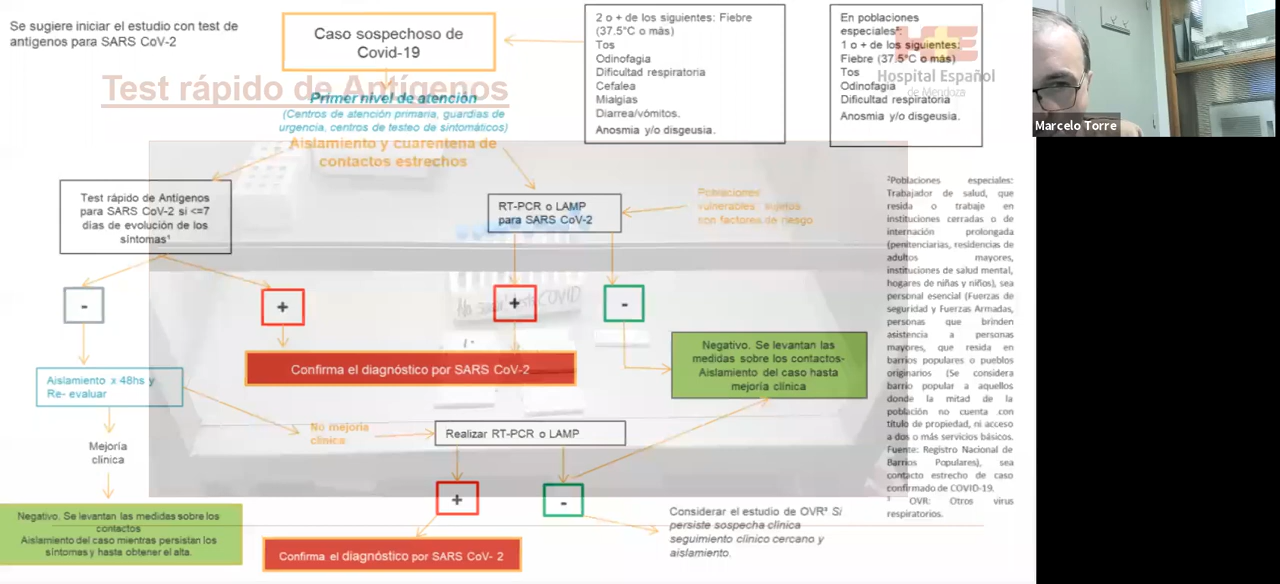 Se sugiere iniciar el estudio con test de
antígenos para SARS CoV-2
Test rápido de Antígenos
Caso sospechoso de
Covid-19
2 o + de los siguientes: Fiebre
(37.5°C o más)
Tos
Odinofagia
Dificultad respiratoria
Cefalea
Mialgias
Diarrea/vómitos.
Anosmia y/o disgeusia.
En poblaciones
especiales²:
1 o + de los siguientes:
Fiebre (37.5°C o más)
Tos
Odinofagia
Dificultad respiratoria
Anosmia y/o disgeusia.
HE
Hospital Español
de Mendoza
Marcelo Torre
Primer nivel de atención
(Centros de atención primaria, guardias de
urgencia, centros de testeo de sintomáticos)
Aislamiento y cuarentena de
contactos estrechos
Test rápido de Antígenos
para SARS CoV-2 si <=7
días de evolución de los
síntomas¹
RT-PCR o LAMP
para SARS CoV-2
Poblaciones
vulnerables: sujetos
con factores de riesgo
-
+
+
-
COVID
Confirma el diagnóstico por SARS CoV-2
Negativo. Se levantan las
medidas sobre los contactos-
Aislamiento del caso hasta
mejoría clínica
Aislamiento x 48hs y
Re- evaluar
No mejoria
clínica
Realizar RT-PCR o LAMP
Mejoría
clínica
+
-
Negativo. Se levantan las medidas sobre los
contactos
Aislamiento del caso mientras persistan los
síntomas y hasta obtener el alta.
Confirma el diagnóstico por SARS CoV- 2
Considerar el estudio de OVR³ Si
persiste sospecha clínica
seguimiento clínico cercano y
aislamiento.
²Poblaciones especiales:
Trabajador de salud, que
resida o trabaje en
instituciones cerradas o de
internación prolongada
(penitenciarias, residencias de
adultos mayores,
instituciones de salud mental,
hogares de niñas y niños), sea
personal esencial (Fuerzas de
seguridad y Fuerzas Armadas,
personas que brinden
asistencia a personas
mayores, que resida en
barrios populares o pueblos
originarios (Se considera
barrio popular a aquellos
donde la mitad de la
población no cuenta con
título de propiedad, ni acceso
a dos o más servicios básicos.
Fuente: Registro Nacional de
Barrios Populares), sea
contacto estrecho de caso
confirmado de COVID-19.
³ OVR: Otros virus
respiratorios.